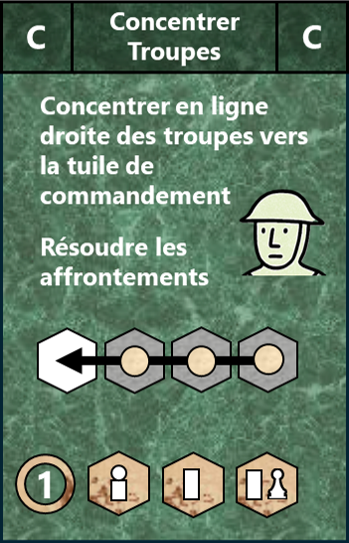 C
Concentrer
Troupes
C
Concentrer en ligne
droite des troupes vers
la tuile de
commandement
Résoudre les
affrontements
1